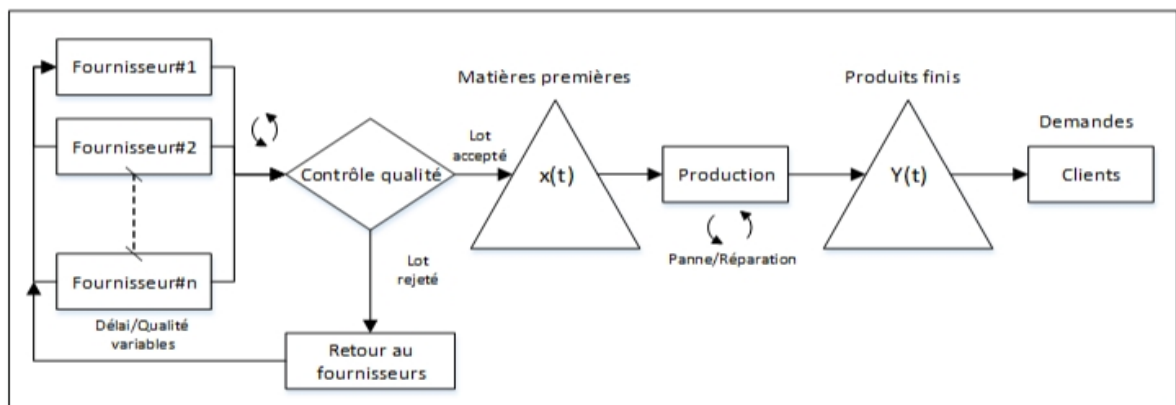 Fournisseur#1
Fournisseur#2
Fournisseur#n
Délai/Qualité
variables
Contrôle qualité
Lot
accepté
Lot
rejeté
Retour au
fournisseurs
Matières premières
x(t)
Production
Panne/Réparation
Produits finis
Y(t)
Demandes
Clients